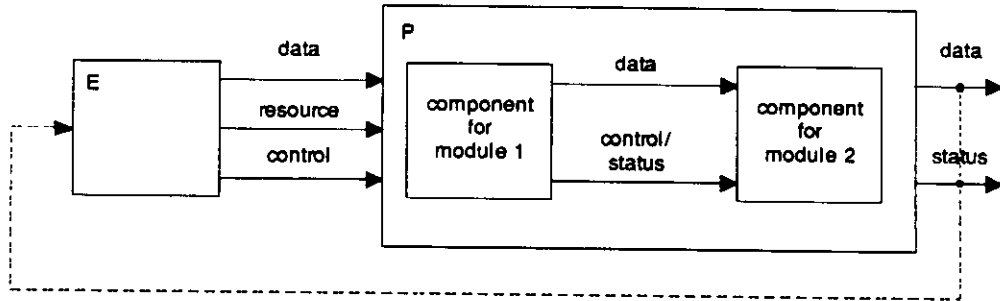 E
data
resource
control
P
component
for
module 1
data
control/
status
component
for
module 2
data
status